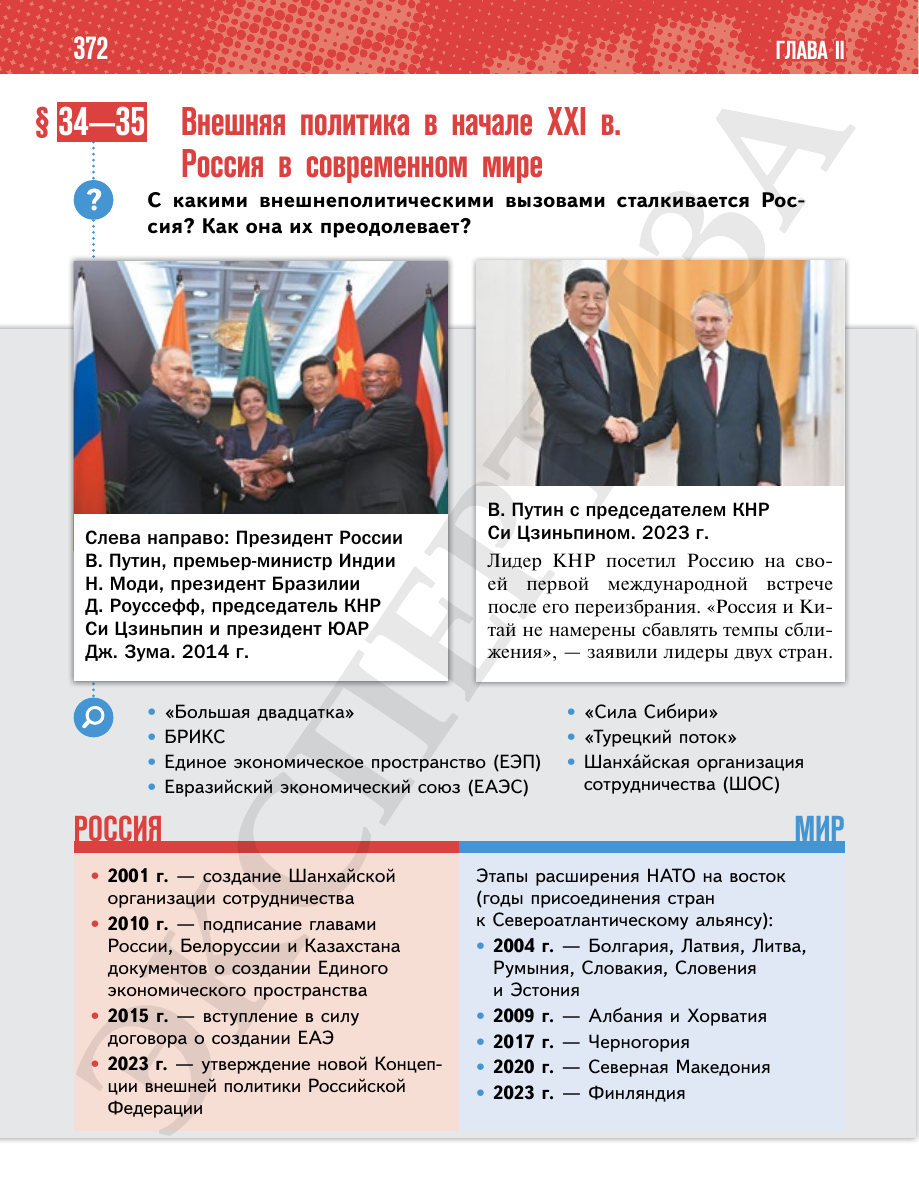 372
ГЛАВА II
§ 34—35
Внешняя политика в начале XXI в.
Россия в современном мире
?
С какими внешнеполитическими вызовами сталкивается Рос-
сия? Как она их преодолевает?
Слева направо: Президент России
В. Путин, премьер-министр Индии
Н. Моди, президент Бразилии
Д. Роуссефф, председатель КНР
Си Цзиньпин и президент ЮАР
Дж. Зума. 2014 г.
В. Путин с председателем КНР
Си Цзиньпином. 2023 г.
Лидер КНР посетил Россию на сво-
ей первой международной встрече
после его переизбрания. «Россия и Ки-
тай не намерены сбавлять темпы сбли-
жения», — заявили лидеры двух стран.
• «Большая двадцатка»
• БРИКС
• Единое экономическое пространство (ЕЭП)
• Евразийский экономический союз (ЕАЭС)
• «Сила Сибири»
• «Турецкий поток»
• Шанха́йская организация
сотрудничества (ШОС)
РОССИЯ
• 2001 г. — создание Шанхайской
организации сотрудничества
• 2010 г. — подписание главами
России, Белоруссии и Казахстана
документов о создании Единого
экономического пространства
• 2015 г. — вступление в силу
договора о создании ЕАЭ
• 2023 г. — утверждение новой Концеп-
ции внешней политики Российской
Федерации
МИР
Этапы расширения НАТО на восток
(годы присоединения стран
к Североатлантическому альянсу):
• 2004 г. — Болгария, Латвия, Литва,
Румыния, Словакия, Словения
и Эстония
• 2009 г. — Албания и Хорватия
• 2017 г. — Черногория
• 2020 г. — Северная Македония
• 2023 г. — Финляндия
ЭКСПЕРТИЗА